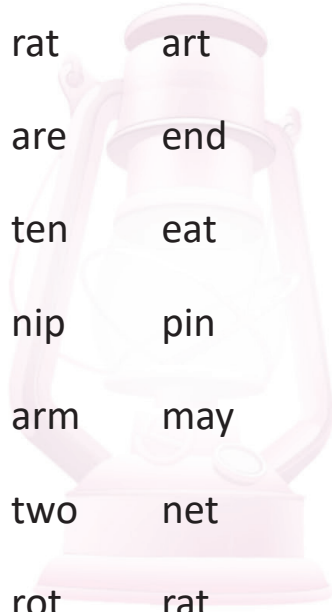 rat art
are end
ten eat
nip pin
arm may
two net
rot rat